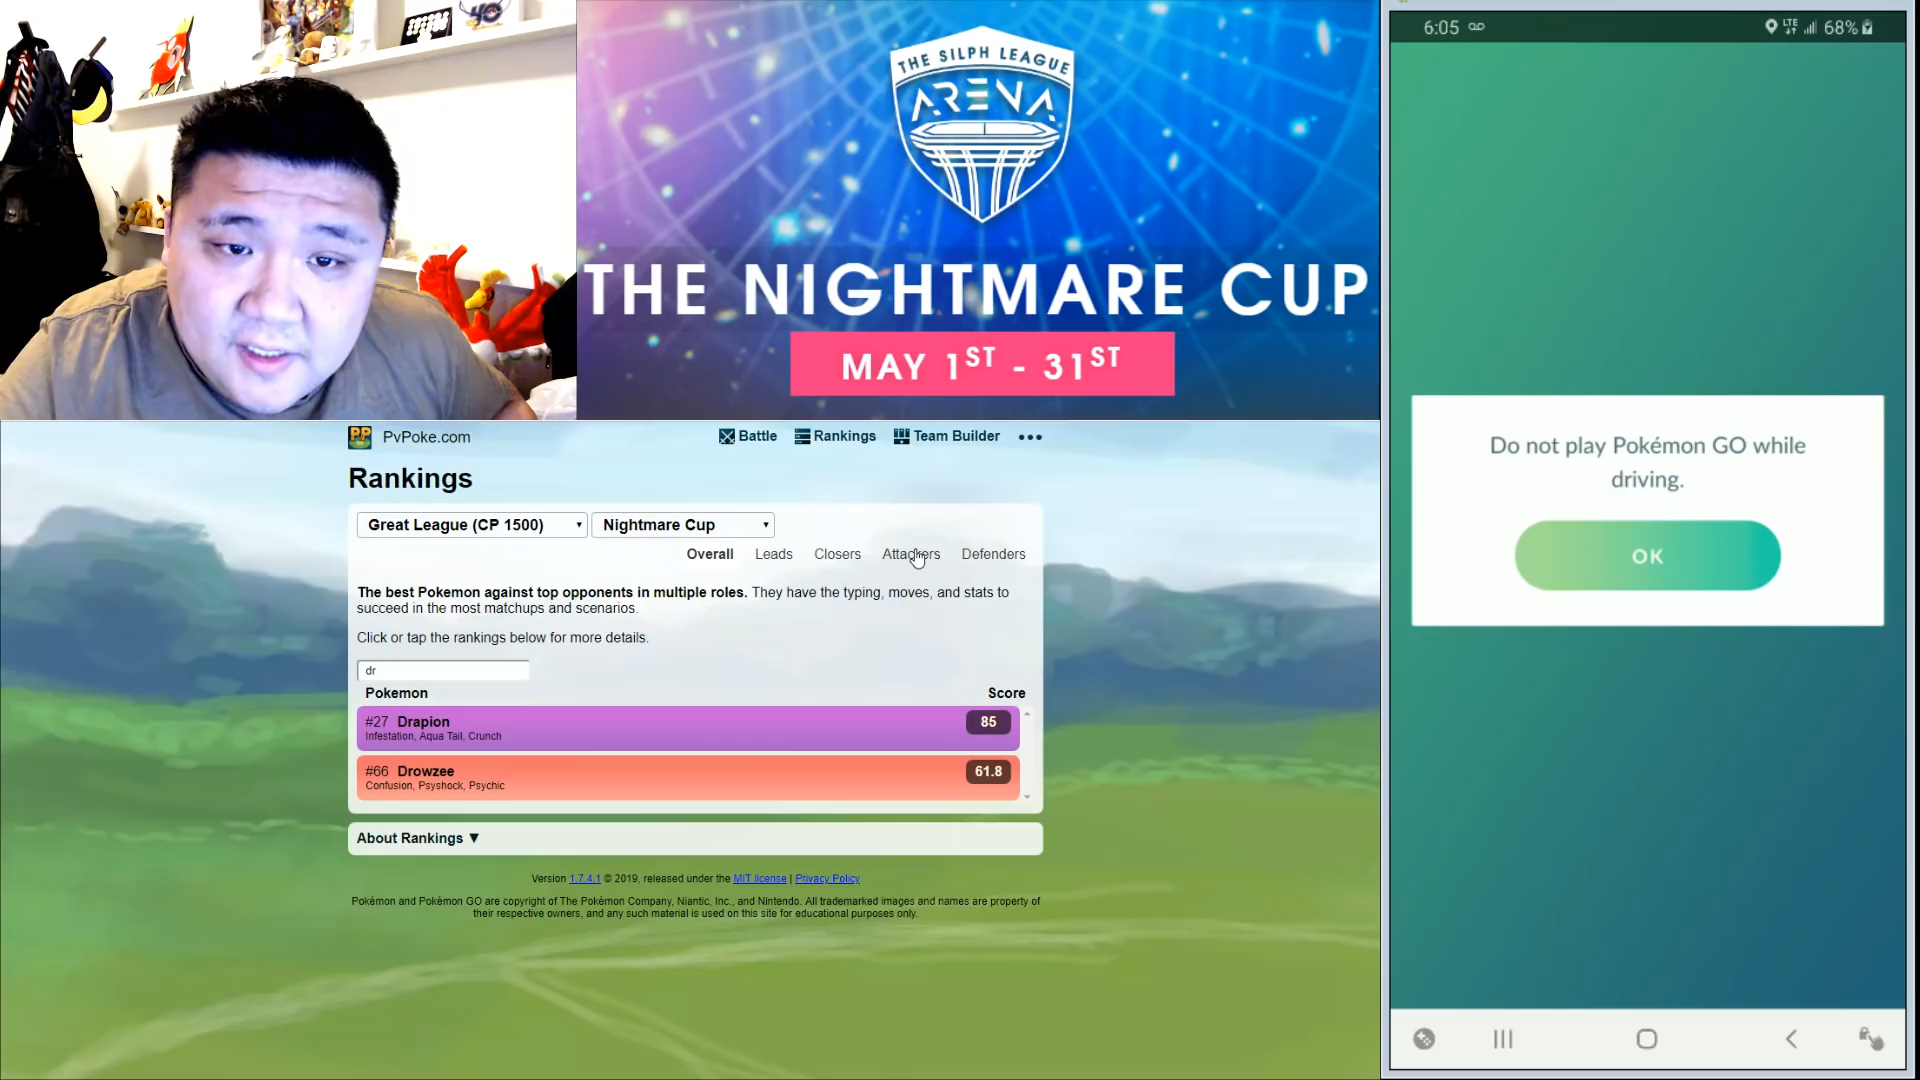 THE SILPH LEAGUE
ARENA
THE NIGHTMARE CUP
MAY 1ST - 31ST
PvPoke.com
Battle
Rankings
Team Builder
Rankings
Great League (CP 1500)
Nightmare Cup
Overall
Leads
Closers
Attackers
Defenders
The best Pokemon against top opponents in multiple roles. They have the typing, moves, and stats to
succeed in the most matchups and scenarios.
Click or tap the rankings below for more details.
dr
Pokemon
Score
#27 Drapion
85
Infestation, Aqua Tail, Crunch
#66 Drowzee
61.8
Confusion, Psyshock, Psychic
About Rankings ▼
Version 1.7.4.1 © 2019, released under the MIT license | Privacy Policy
Pokémon and Pokémon GO are copyright of The Pokémon Company, Niantic, Inc., and Nintendo. All trademarked images and names are property of
their respective owners, and any such material is used on this site for educational purposes only.
6:05
LTE
68%
Do not play Pokémon GO while
driving.
OK